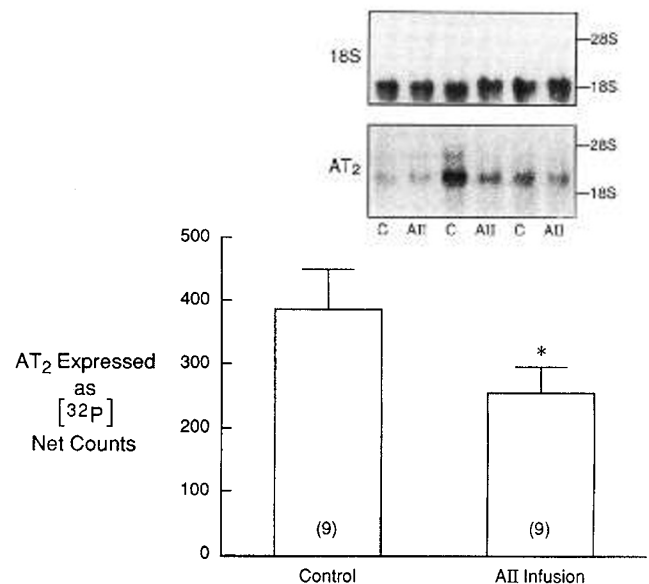 18S
28S
18S
AT2
28S
18S
C AII C AII C AII
500
400
300
200
100
0
AT2 Expressed
as
[32P]
Net Counts
*
(9) (9)
Control AII Infusion